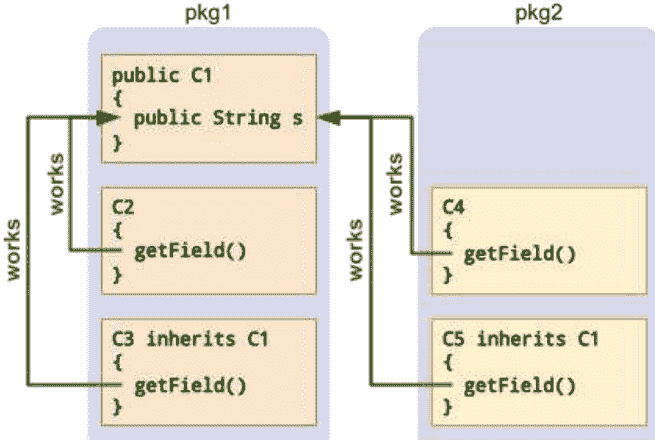 pkg1
pkg2
public C1
{
public String s
}
works
works
works
works
C2
{
getField()
}
C4
{
getField()
}
C3 inherits C1
{
getField()
}
C5 inherits C1
{
getField()
}